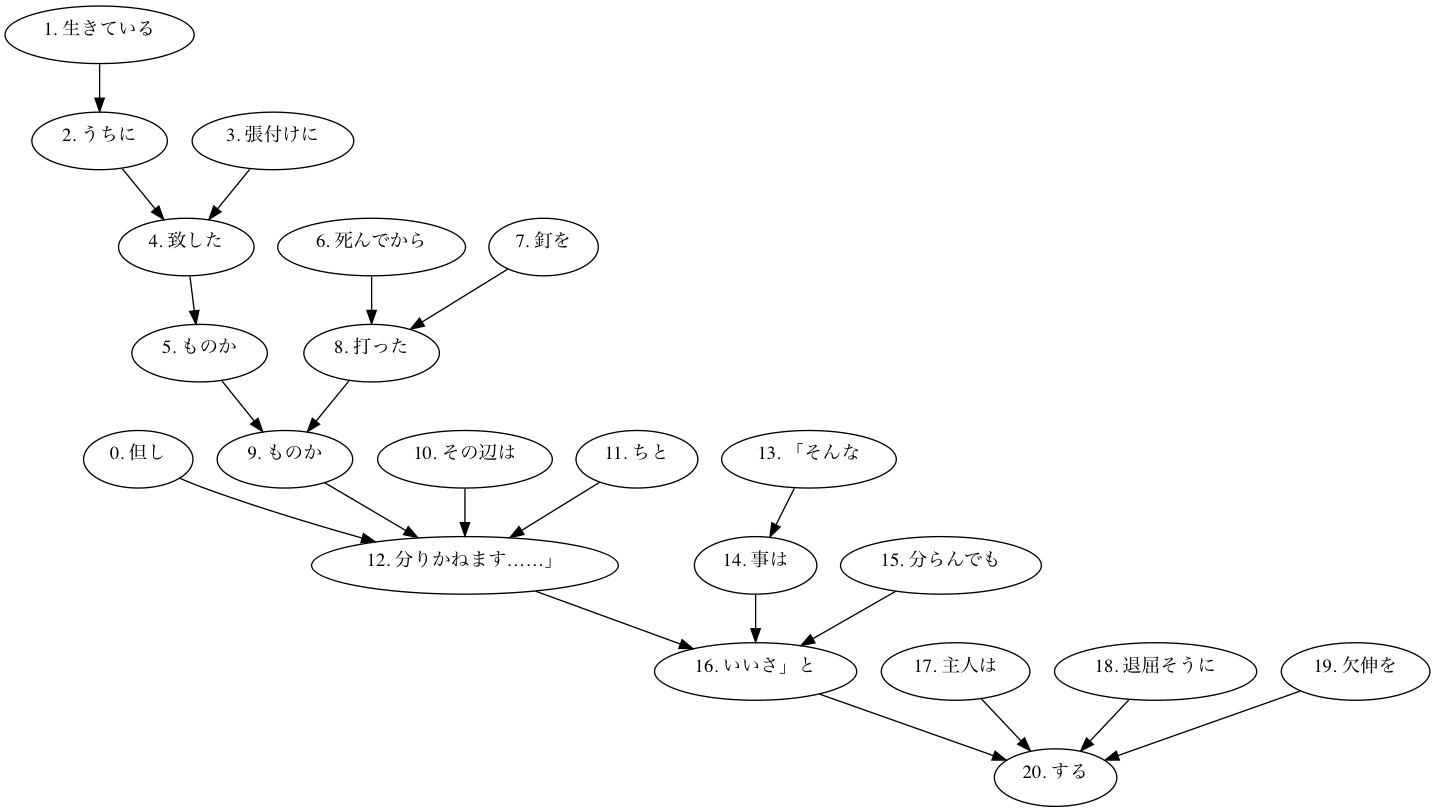 1. 生きている
2. うちに
3. 張付けに
4. 致した
6. 死んでから
7. 釘を
5. ものか
8. 打った
0. 但し
9. ものか
10. その辺は
11. ちと
13. 「そんな
12. 分りかねます……」
14. 事は
15. 分らんでも
16. いいさ」と
17. 主人は
18. 退屈そうに
19. 欠伸を
20. する